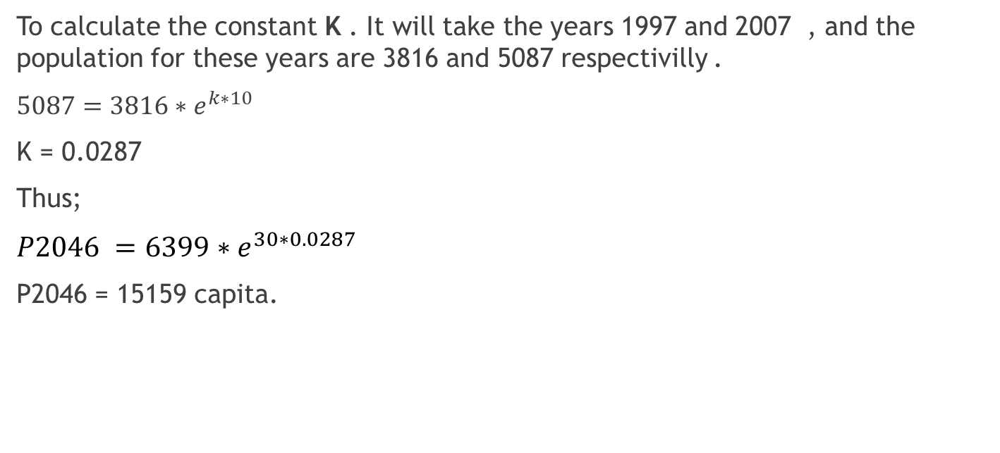 To calculate the constant K . It will take the years 1997 and 2007  , and the
population for these years are 3816 and 5087 respectivilly .
5087 = 3816 * e^{k*10}
K = 0.0287
Thus;
P2046 = 6399 * e^{30*0.0287}
P2046 = 15159 capita.